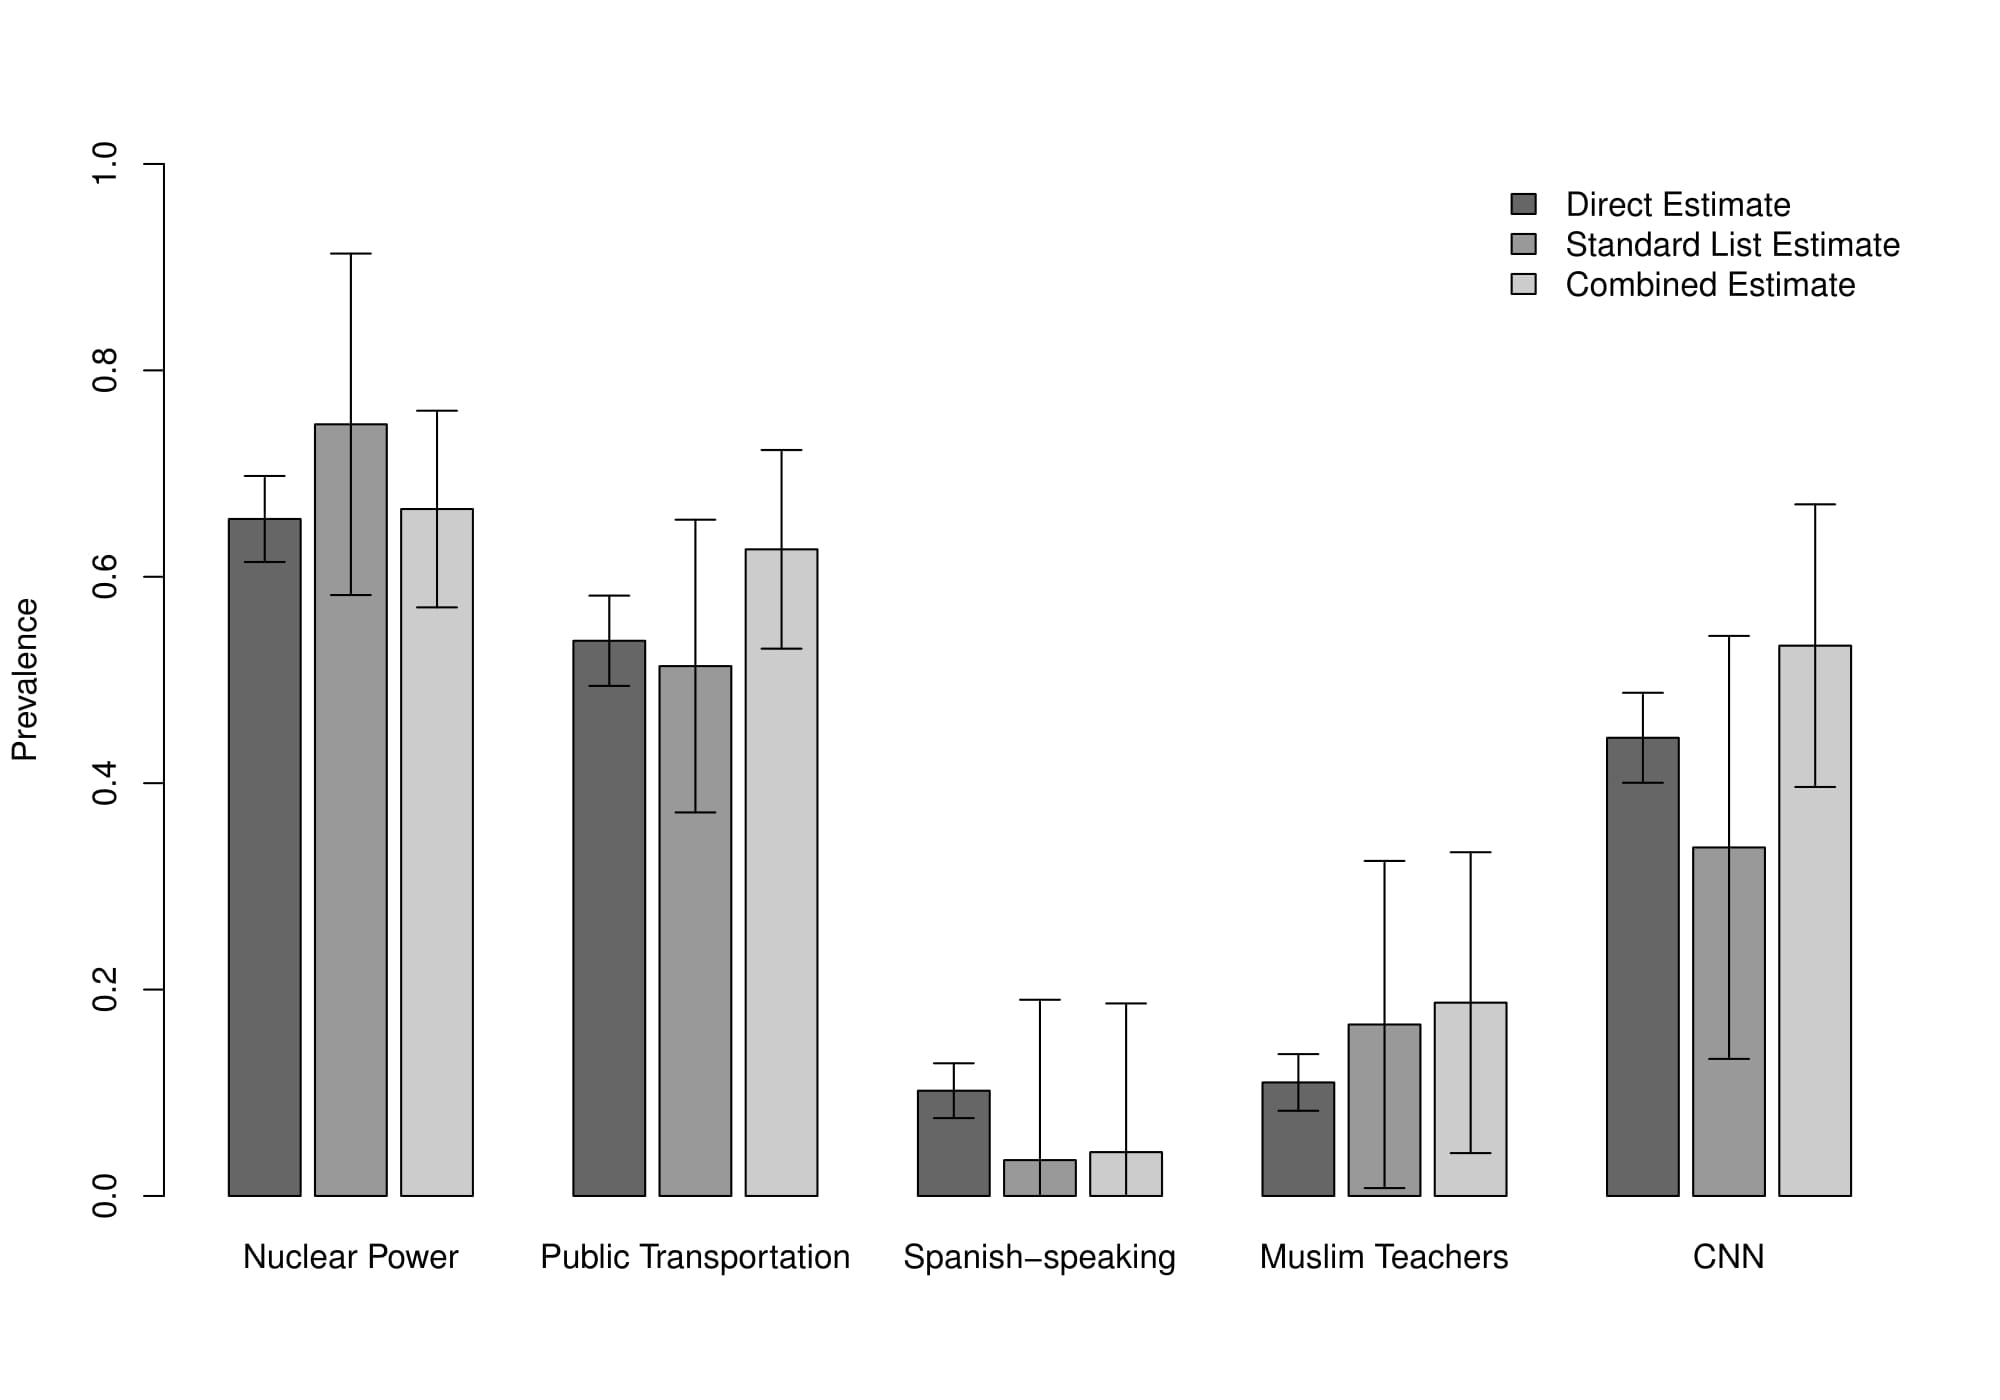 Direct Estimate
Standard List Estimate
Combined Estimate
Prevalence
1.0
0.8
0.6
0.4
0.2
0.0
Nuclear Power
Public Transportation
Spanish−speaking
Muslim Teachers
CNN